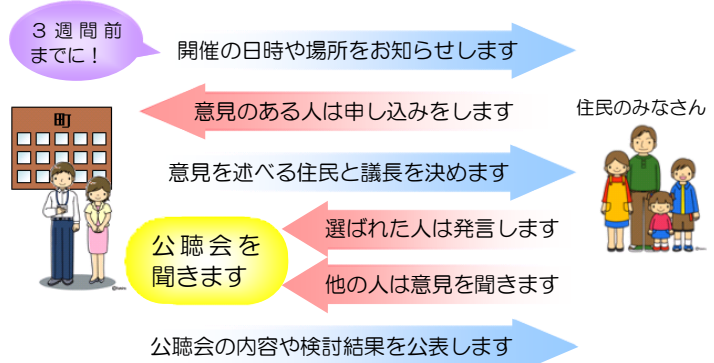 ３週間前
までに！
開催の日時や場所をお知らせします
意見のある人は申し込みをします
住民のみなさん
町
意見を述べる住民と議長を決めます
選ばれた人は発言します
公聴会を
聞きます
他の人は意見を聞きます
公聴会の内容や検討結果を公表します